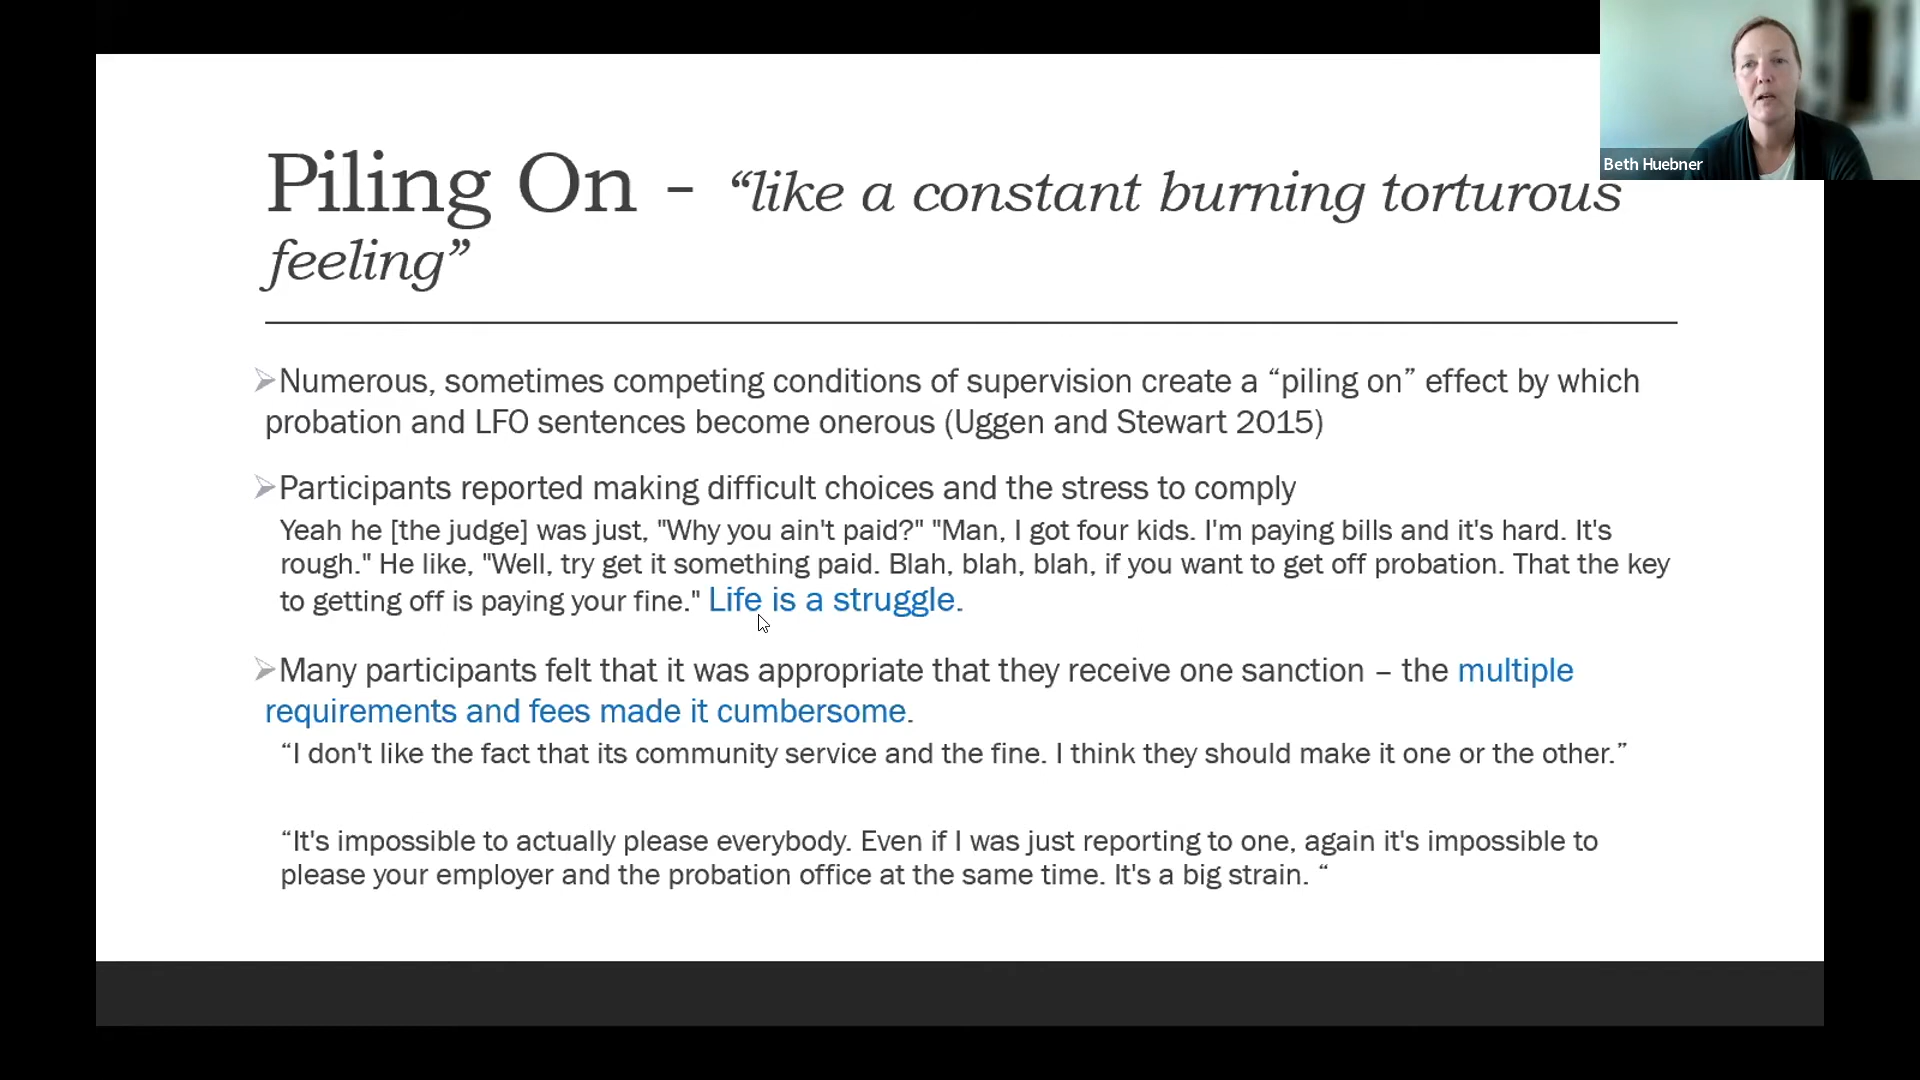 Beth Huebner
Piling On - “like a constant burning torturous
feeling”
Numerous, sometimes competing conditions of supervision create a “piling on” effect by which
probation and LFO sentences become onerous (Uggen and Stewart 2015)
Participants reported making difficult choices and the stress to comply
Yeah he [the judge] was just, "Why you ain't paid?" "Man, I got four kids. I'm paying bills and it's hard. It's
rough." He like, "Well, try get it something paid. Blah, blah, blah, if you want to get off probation. That the key
to getting off is paying your fine." Life is a struggle.
Many participants felt that it was appropriate that they receive one sanction – the multiple
requirements and fees made it cumbersome.
“I don't like the fact that its community service and the fine. I think they should make it one or the other.”
“It's impossible to actually please everybody. Even if I was just reporting to one, again it's impossible to
please your employer and the probation office at the same time. It's a big strain. “